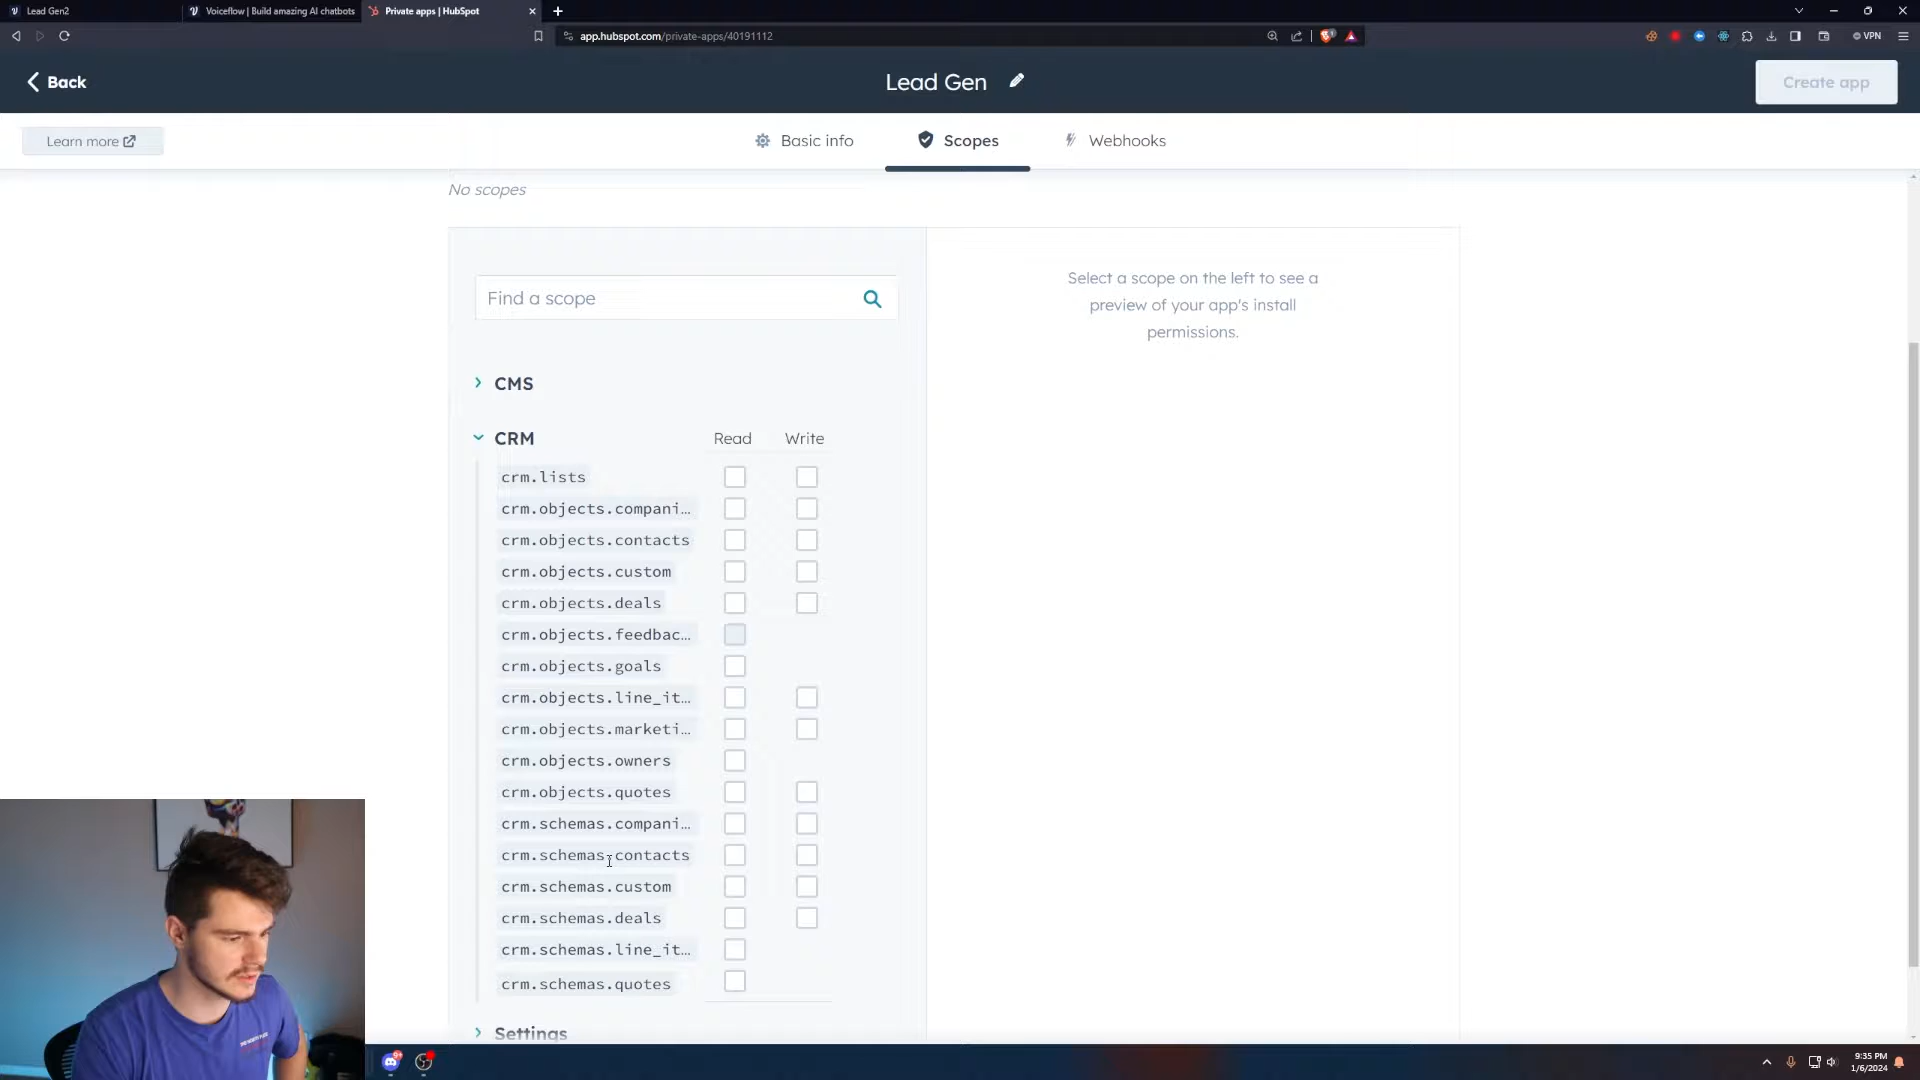 Lead Gen2
Voiceflow | Build amazing AI chatbots
Private apps | HubSpot
app.hubspot.com/private-apps/40191112
VPN
Back
Lead Gen
Create app
Learn more
Basic info
Scopes
Webhooks
No scopes
Find a scope
Select a scope on the left to see a
preview of your app's install
permissions.
CMS
CRM Read Write
crm.lists
crm.objects.compani…
crm.objects.contacts
crm.objects.custom
crm.objects.deals
crm.objects.feedbac…
crm.objects.goals
crm.objects.line_it…
crm.objects.marketi…
crm.objects.owners
crm.objects.quotes
crm.schemas.compani…
crm.schemas.contacts
crm.schemas.custom
crm.schemas.deals
crm.schemas.line_it…
crm.schemas.quotes
Settings
9:35 PM
1/6/2024